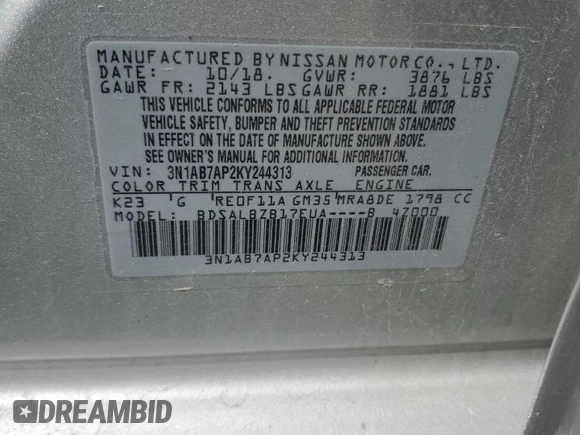 MANUFACTURED BY NISSAN MOTOR CO., LTD.
DATE: 10/18. GVWR: 3876 LBS
GAWR FR: 2143 LBS GAWR RR: 1881 LBS
THIS VEHICLE CONFORMS TO ALL APPLICABLE FEDERAL MOTOR
VEHICLE SAFETY, BUMPER AND THEFT PREVENTION STANDARDS
IN EFFECT ON THE DATE OF MANUFACTURE SHOWN ABOVE.
SEE OWNER'S MANUAL FOR ADDITIONAL INFORMATION.
VIN: 3N1AB7AP2KY244313 PASSENGER CAR.
COLOR TRIM TRANS AXLE ENGINE
K23 G RE0F11A GM35 MRA8DE 1798 CC
MODEL: BDSALBZB17EUA----B 4Z000
3N1AB7AP2KY244313
DREAMBID